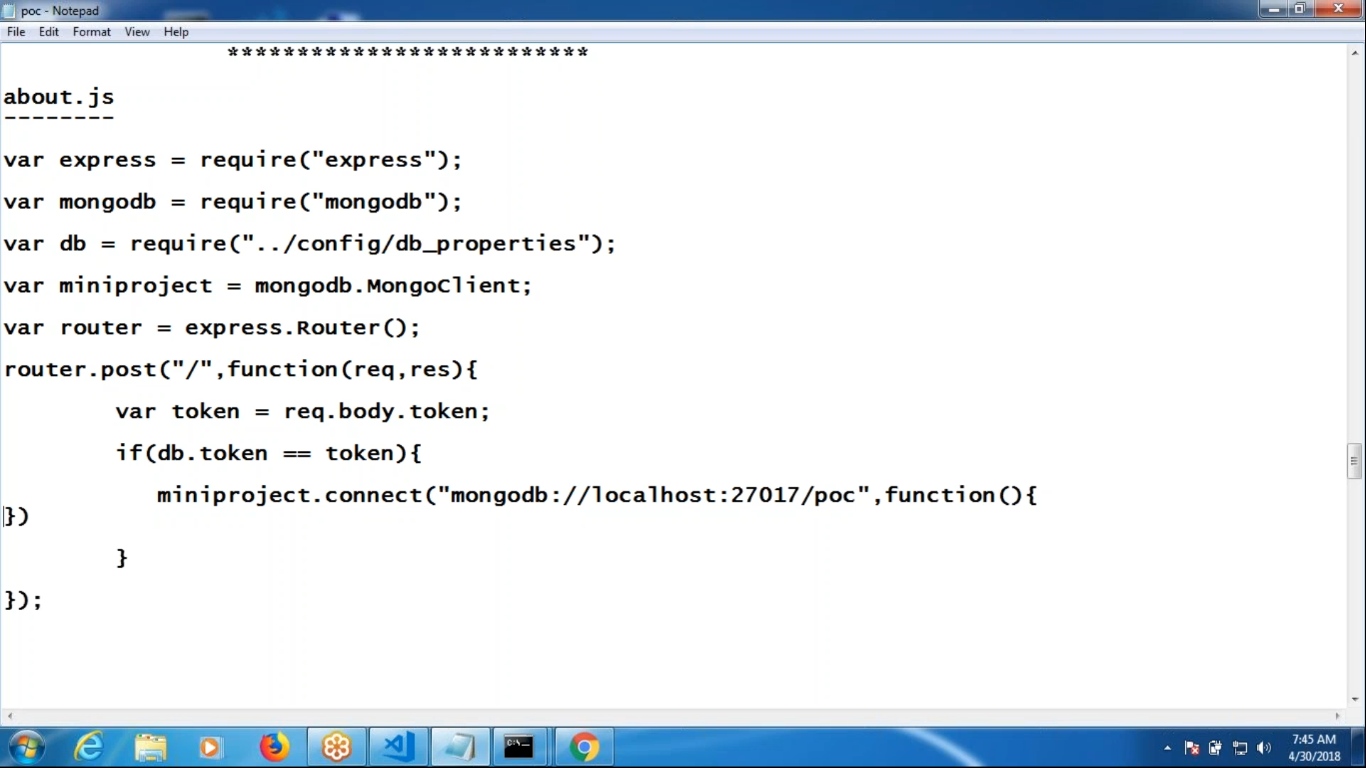 poc - Notepad
File Edit Format View Help
**************************
about.js
--------
var express = require("express");
var mongodb = require("mongodb");
var db = require("../config/db_properties");
var miniproject = mongodb.MongoClient;
var router = express.Router();
router.post("/",function(req,res){
var token = req.body.token;
if(db.token == token){
miniproject.connect("mongodb://localhost:27017/poc",function(){
})
}
});
C:\_
7:45 AM
4/30/2018